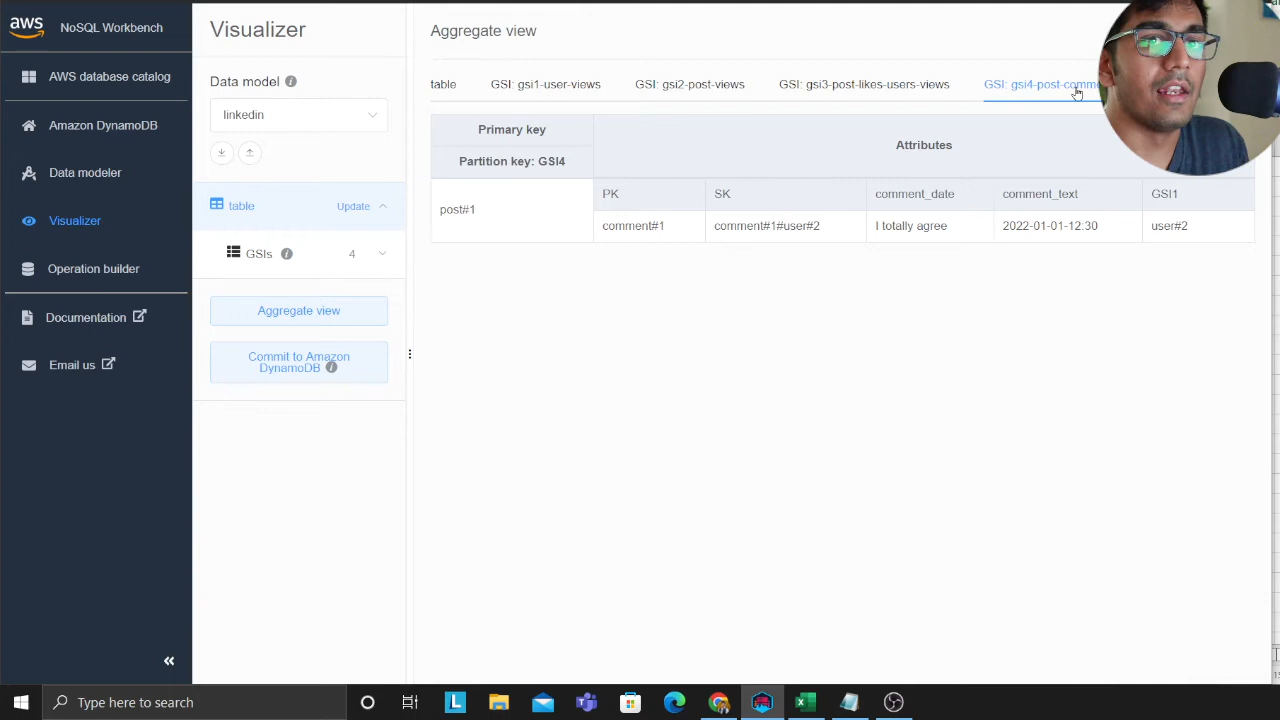 aws
NoSQL Workbench
AWS database catalog
Amazon DynamoDB
Data modeler
Visualizer
Operation builder
Documentation
Email us
«
Visualizer
Data model
linkedin
table
Update
GSIs
4
Aggregate view
Commit to Amazon
DynamoDB
Aggregate view
table
GSI: gsi1-user-views
GSI: gsi2-post-views
GSI: gsi3-post-likes-users-views
GSI: gsi4-post-comme
Primary key
Attributes
Partition key: GSI4
post#1
PK
SK
comment_date
comment_text
GSI1
comment#1
comment#1#user#2
I totally agree
2022-01-01-12:30
user#2
Type here to search